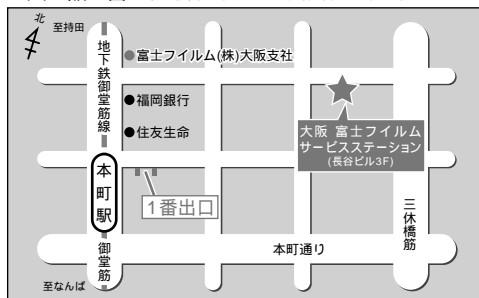 北
至持田
地下鉄御堂筋線
富士フイルム(株)大阪支社
福岡銀行
住友生命
大阪 富士フイルム
サービスステーション
(長谷ビル3F)
本町駅
1番出口
三休橋筋
御堂筋
本町通り
至なんば